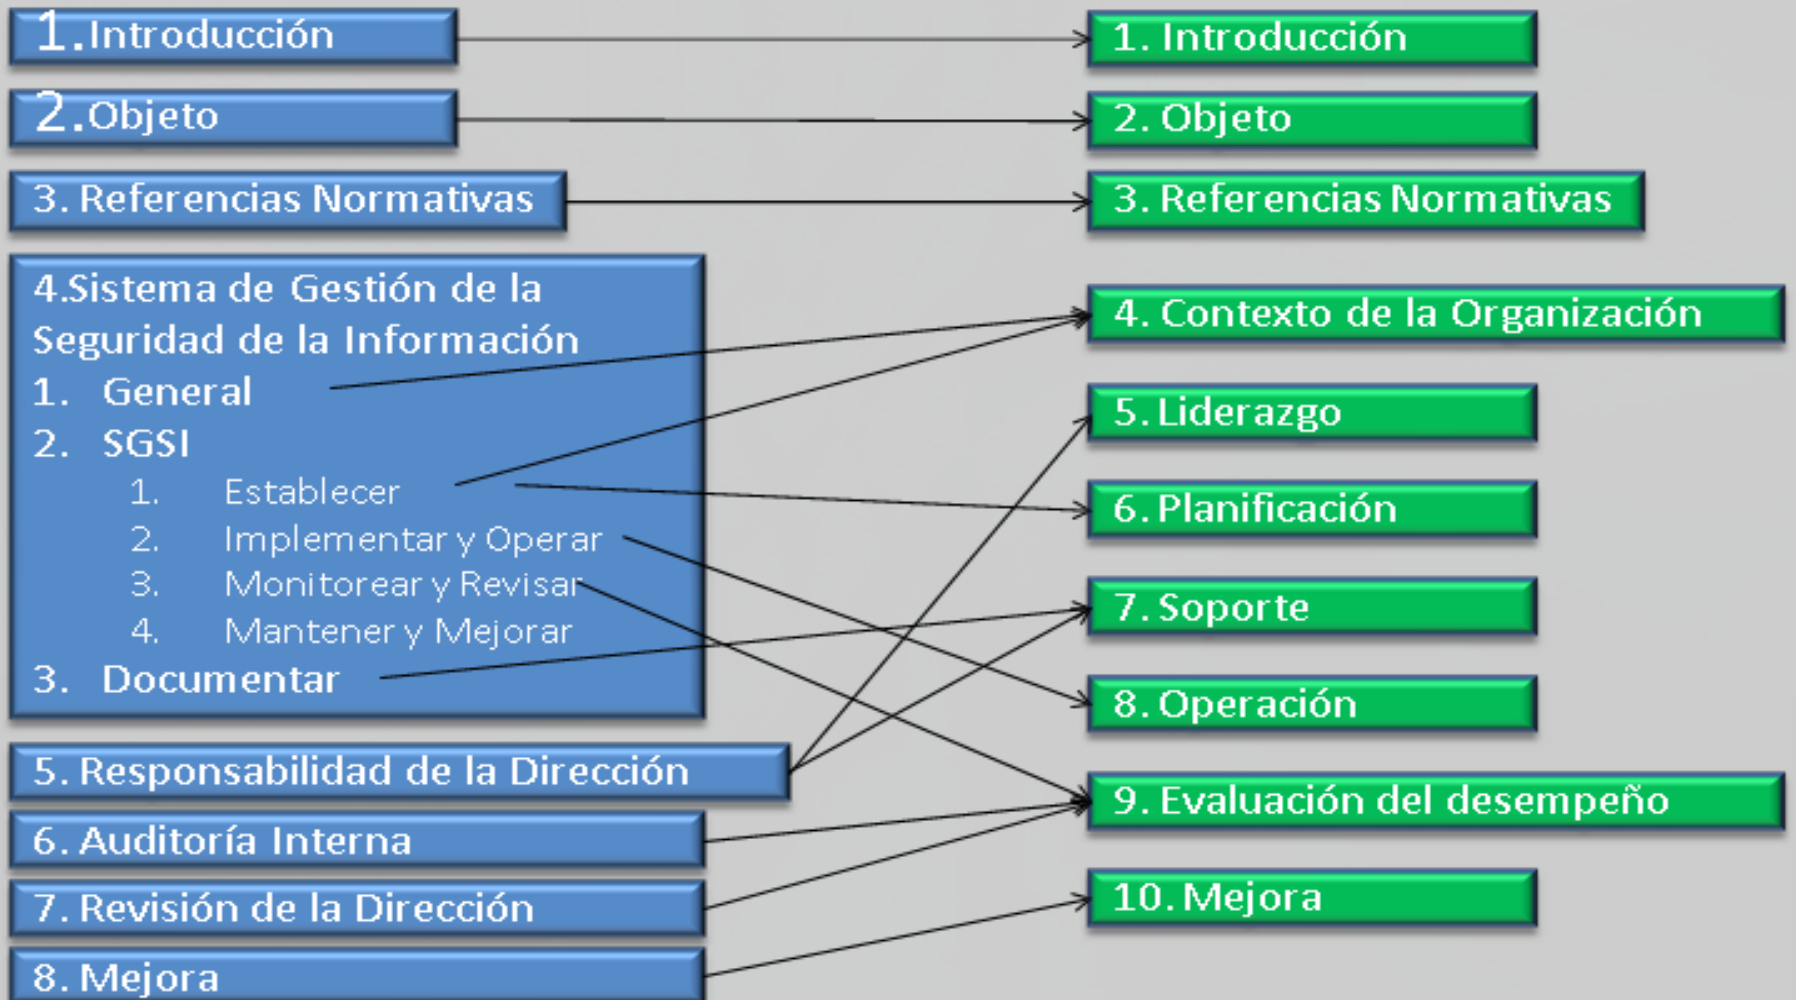 1.Introducción
2.Objeto
3. Referencias Normativas
4.Sistema de Gestión de la
Seguridad de la Información
1. General
2. SGSI
1. Establecer
2. Implementar y Operar
3. Monitorear y Revisar
4. Mantener y Mejorar
3. Documentar
5. Responsabilidad de la Dirección
6. Auditoría Interna
7. Revisión de la Dirección
8. Mejora
1. Introducción
2. Objeto
3. Referencias Normativas
4. Contexto de la Organización
5. Liderazgo
6. Planificación
7. Soporte
8. Operación
9. Evaluación del desempeño
10. Mejora